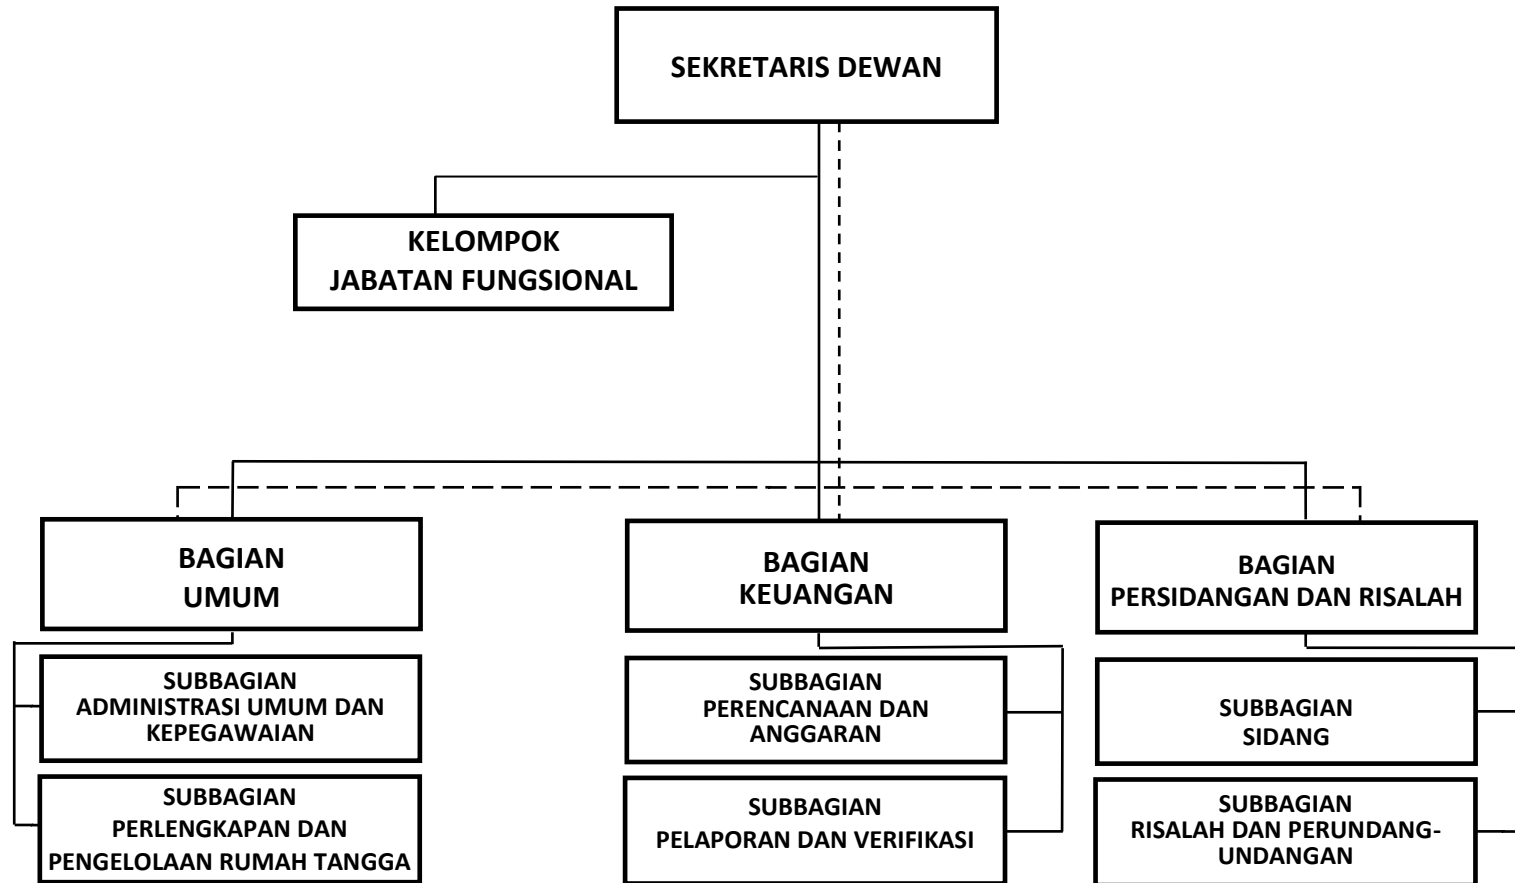 SEKRETARIS DEWAN
KELOMPOK
JABATAN FUNGSIONAL
BAGIAN
UMUM
BAGIAN
KEUANGAN
BAGIAN
PERSIDANGAN DAN RISALAH
SUBBAGIAN
ADMINISTRASI UMUM DAN
KEPEGAWAIAN
SUBBAGIAN
PERENCANAAN DAN
ANGGARAN
SUBBAGIAN
SIDANG
SUBBAGIAN
PERLENGKAPAN DAN
PENGELOLAAN RUMAH TANGGA
SUBBAGIAN
PELAPORAN DAN VERIFIKASI
SUBBAGIAN
RISALAH DAN PERUNDANG-
UNDANGAN